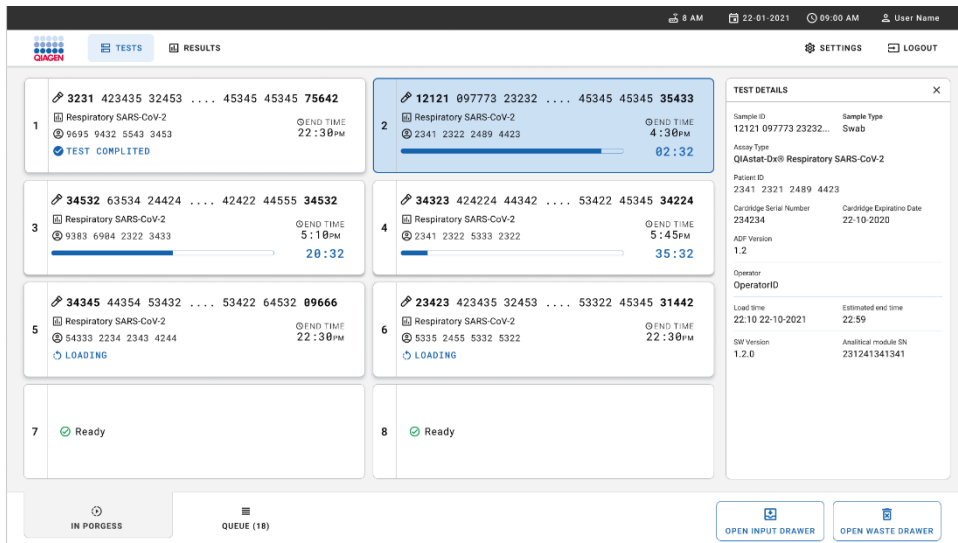 8 AM 22-01-2021 09:00 AM User Name
QIAGEN TESTS RESULTS SETTINGS LOGOUT
1
3231 423435 32453 .... 45345 45345 75642
Respiratory SARS-CoV-2
9695 9432 5543 3453
END TIME
22:30PM
TEST COMPLITED
2
12121 097773 23232 .... 45345 45345 35433
Respiratory SARS-CoV-2
2341 2322 2489 4423
END TIME
4:30PM
02:32
3
34532 63534 24424 .... 42422 44555 34532
Respiratory SARS-CoV-2
9383 6904 2322 3433
END TIME
5:10PM
20:32
4
34323 424224 44342 .... 53422 45345 34224
Respiratory SARS-CoV-2
2341 2322 5333 2322
END TIME
5:45PM
35:32
5
34345 44354 53432 .... 53422 64532 09666
Respiratory SARS-CoV-2
54333 2234 2343 4244
END TIME
22:30PM
LOADING
6
23423 423435 32453 .... 53322 45345 31442
Respiratory SARS-CoV-2
5335 2455 5332 5322
END TIME
22:30PM
LOADING
7 Ready
8 Ready
TEST DETAILS
Sample ID Sample Type
12121 097773 23232... Swab
Assay Type
QIAstat-Dx® Respiratory SARS-CoV-2
Patient ID
2341 2321 2489 4423
Cardridge Serial Number Cardridge Expiratino Date
234234 22-10-2020
ADF Version
1.2
Operator
OperatorID
Load time Estimated end time
22:10 22-10-2021 22:59
SW Version Analitical module SN
1.2.0 231241341341
IN PORGESS QUEUE (18) OPEN INPUT DRAWER OPEN WASTE DRAWER